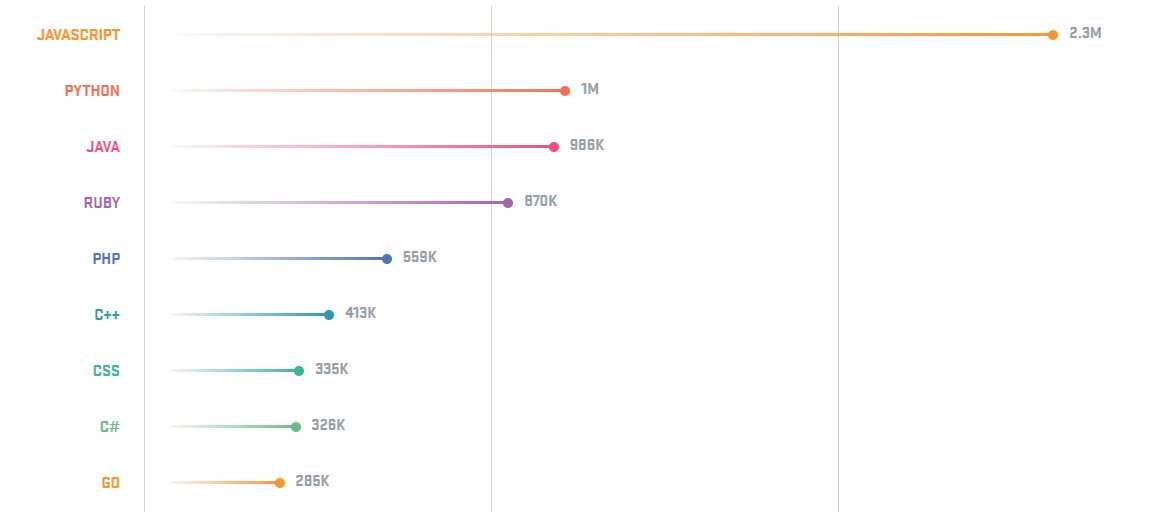 JAVASCRIPT 2.3M
PYTHON 1M
JAVA 986K
RUBY 870K
PHP 559K
C++ 413K
CSS 335K
C# 326K
GO 285K